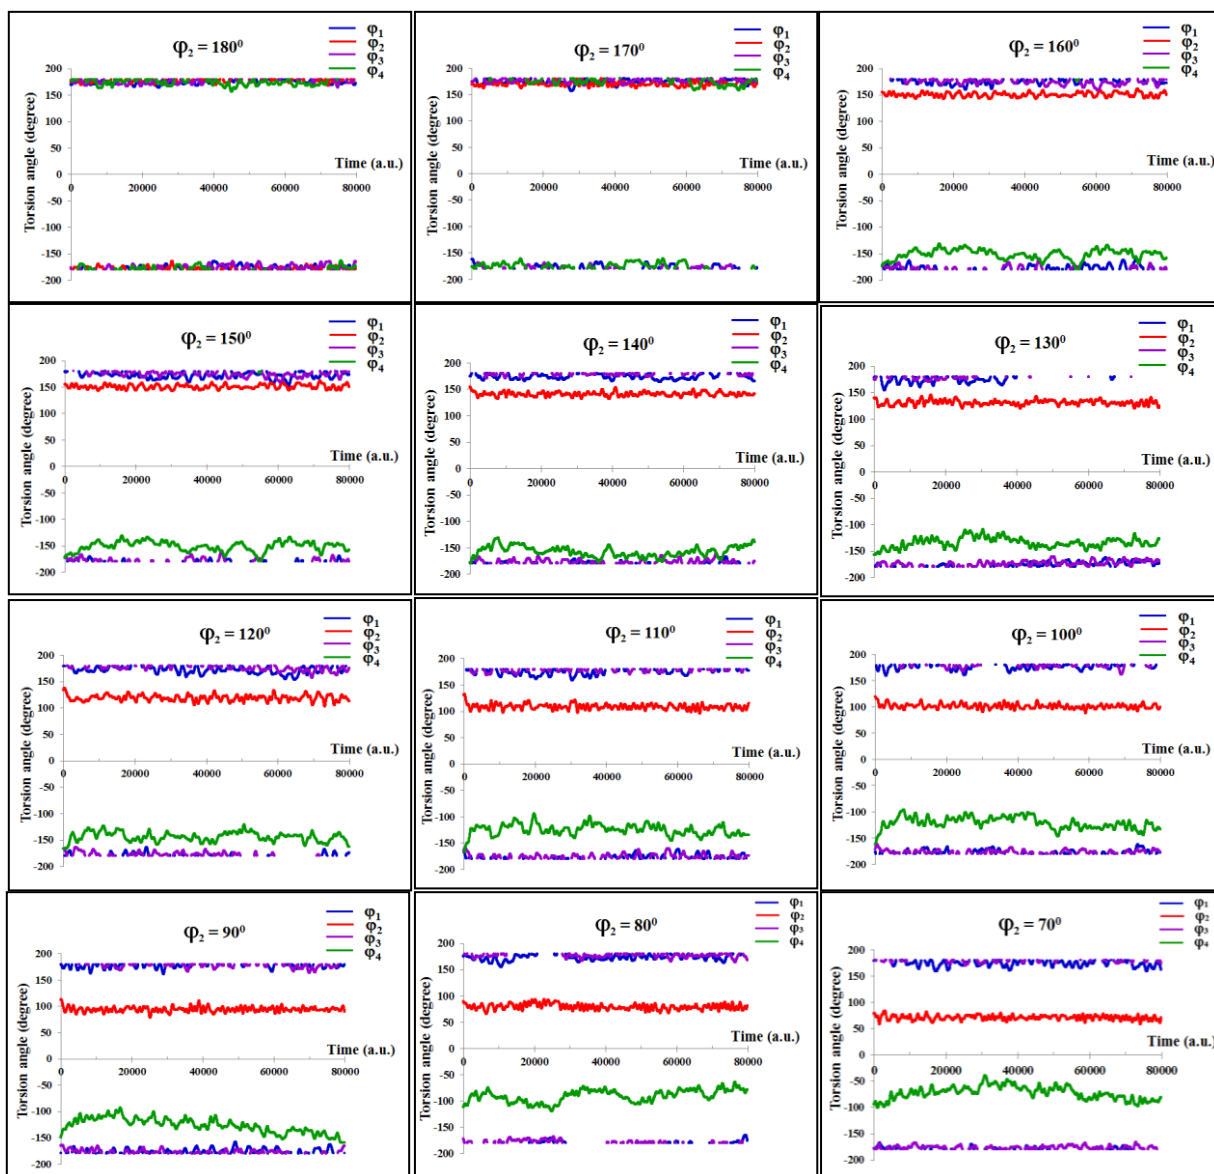 φ₂ = 180⁰
φ₁
φ₂
φ₃
φ₄
Torsion angle (degree)
200
150
100
50
0
-50
-100
-150
-200
0 20000 40000 60000 80000
Time (a.u.)
φ₂ = 170⁰
φ₁
φ₂
φ₃
φ₄
Torsion angle (degree)
200
150
100
50
0
-50
-100
-150
-200
0 20000 40000 60000 80000
Time (a.u.)
φ₂ = 160⁰
φ₁
φ₂
φ₃
φ₄
Torsion angle (degree)
200
150
100
50
0
-50
-100
-150
-200
0 20000 40000 60000 80000
Time (a.u.)
φ₂ = 150⁰
φ₁
φ₂
φ₃
φ₄
Torsion angle (degree)
200
150
100
50
0
-50
-100
-150
-200
0 20000 40000 60000 80000
Time (a.u.)
φ₂ = 140⁰
φ₁
φ₂
φ₃
φ₄
Torsion angle (degree)
200
150
100
50
0
-50
-100
-150
-200
0 20000 40000 60000 80000
Time (a.u.)
φ₂ = 130⁰
φ₁
φ₂
φ₃
φ₄
Torsion angle (degree)
200
150
100
50
0
-50
-100
-150
-200
0 20000 40000 60000 80000
Time (a.u.)
φ₂ = 120⁰
φ₁
φ₂
φ₃
φ₄
Torsion angle (degree)
200
150
100
50
0
-50
-100
-150
-200
0 20000 40000 60000 80000
Time (a.u.)
φ₂ = 110⁰
φ₁
φ₂
φ₃
φ₄
Torsion angle (degree)
200
150
100
50
0
-50
-100
-150
-200
0 20000 40000 60000 80000
Time (a.u.)
φ₂ = 100⁰
φ₁
φ₂
φ₃
φ₄
Torsion angle (degree)
200
150
100
50
0
-50
-100
-150
-200
0 20000 40000 60000 80000
Time (a.u.)
φ₂ = 90⁰
φ₁
φ₂
φ₃
φ₄
Torsion angle (degree)
200
150
100
50
0
-50
-100
-150
-200
0 20000 40000 60000 80000
Time (a.u.)
φ₂ = 80⁰
φ₁
φ₂
φ₃
φ₄
Torsion angle (degree)
200
150
100
50
0
-50
-100
-150
-200
0 20000 40000 60000 80000
Time (a.u.)
φ₂ = 70⁰
φ₁
φ₂
φ₃
φ₄
Torsion angle (degree)
200
150
100
50
0
-50
-100
-150
-200
0 20000 40000 60000 80000
Time (a.u.)